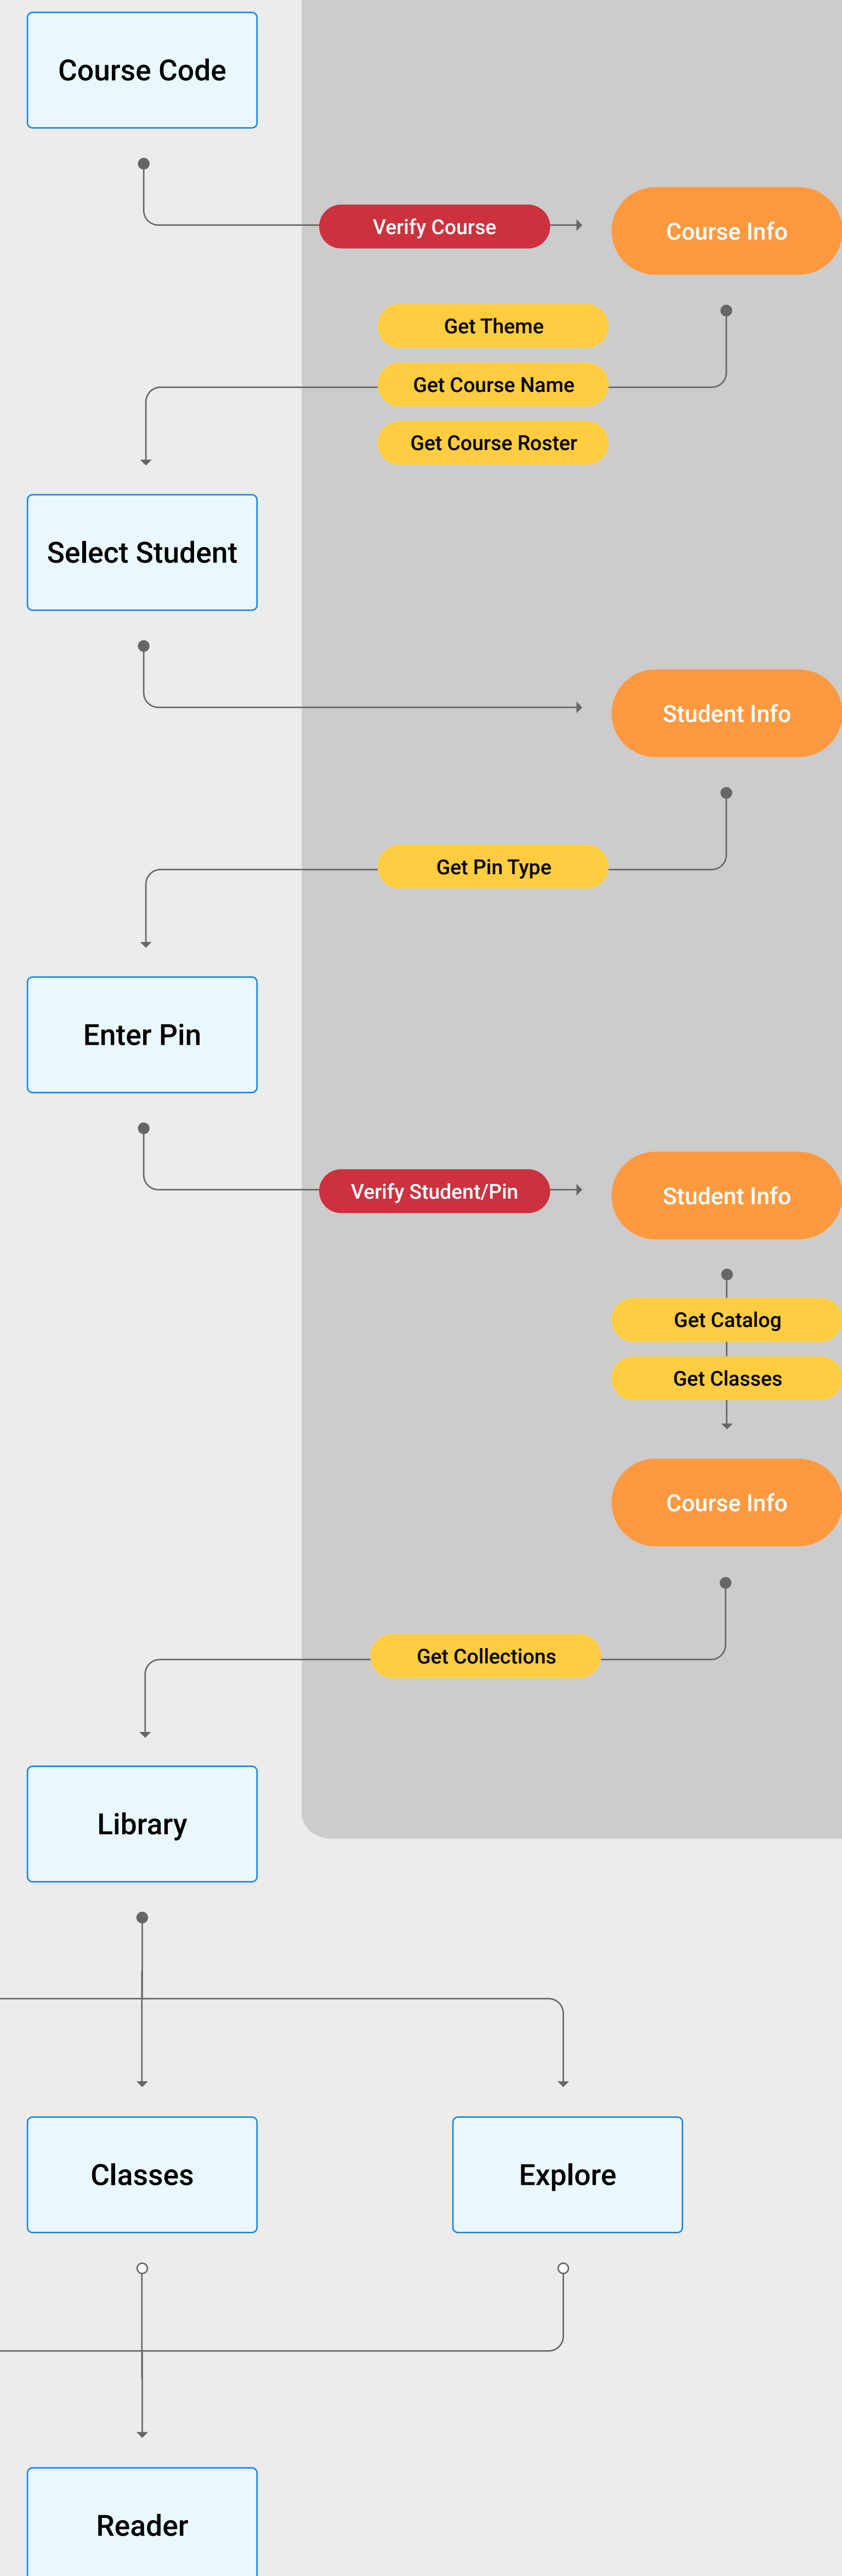 Course Code
Verify Course
Course Info
Get Theme
Get Course Name
Get Course Roster
Select Student
Student Info
Get Pin Type
Enter Pin
Verify Student/Pin
Student Info
Get Catalog
Get Classes
Course Info
Get Collections
Library
Classes
Explore
Reader